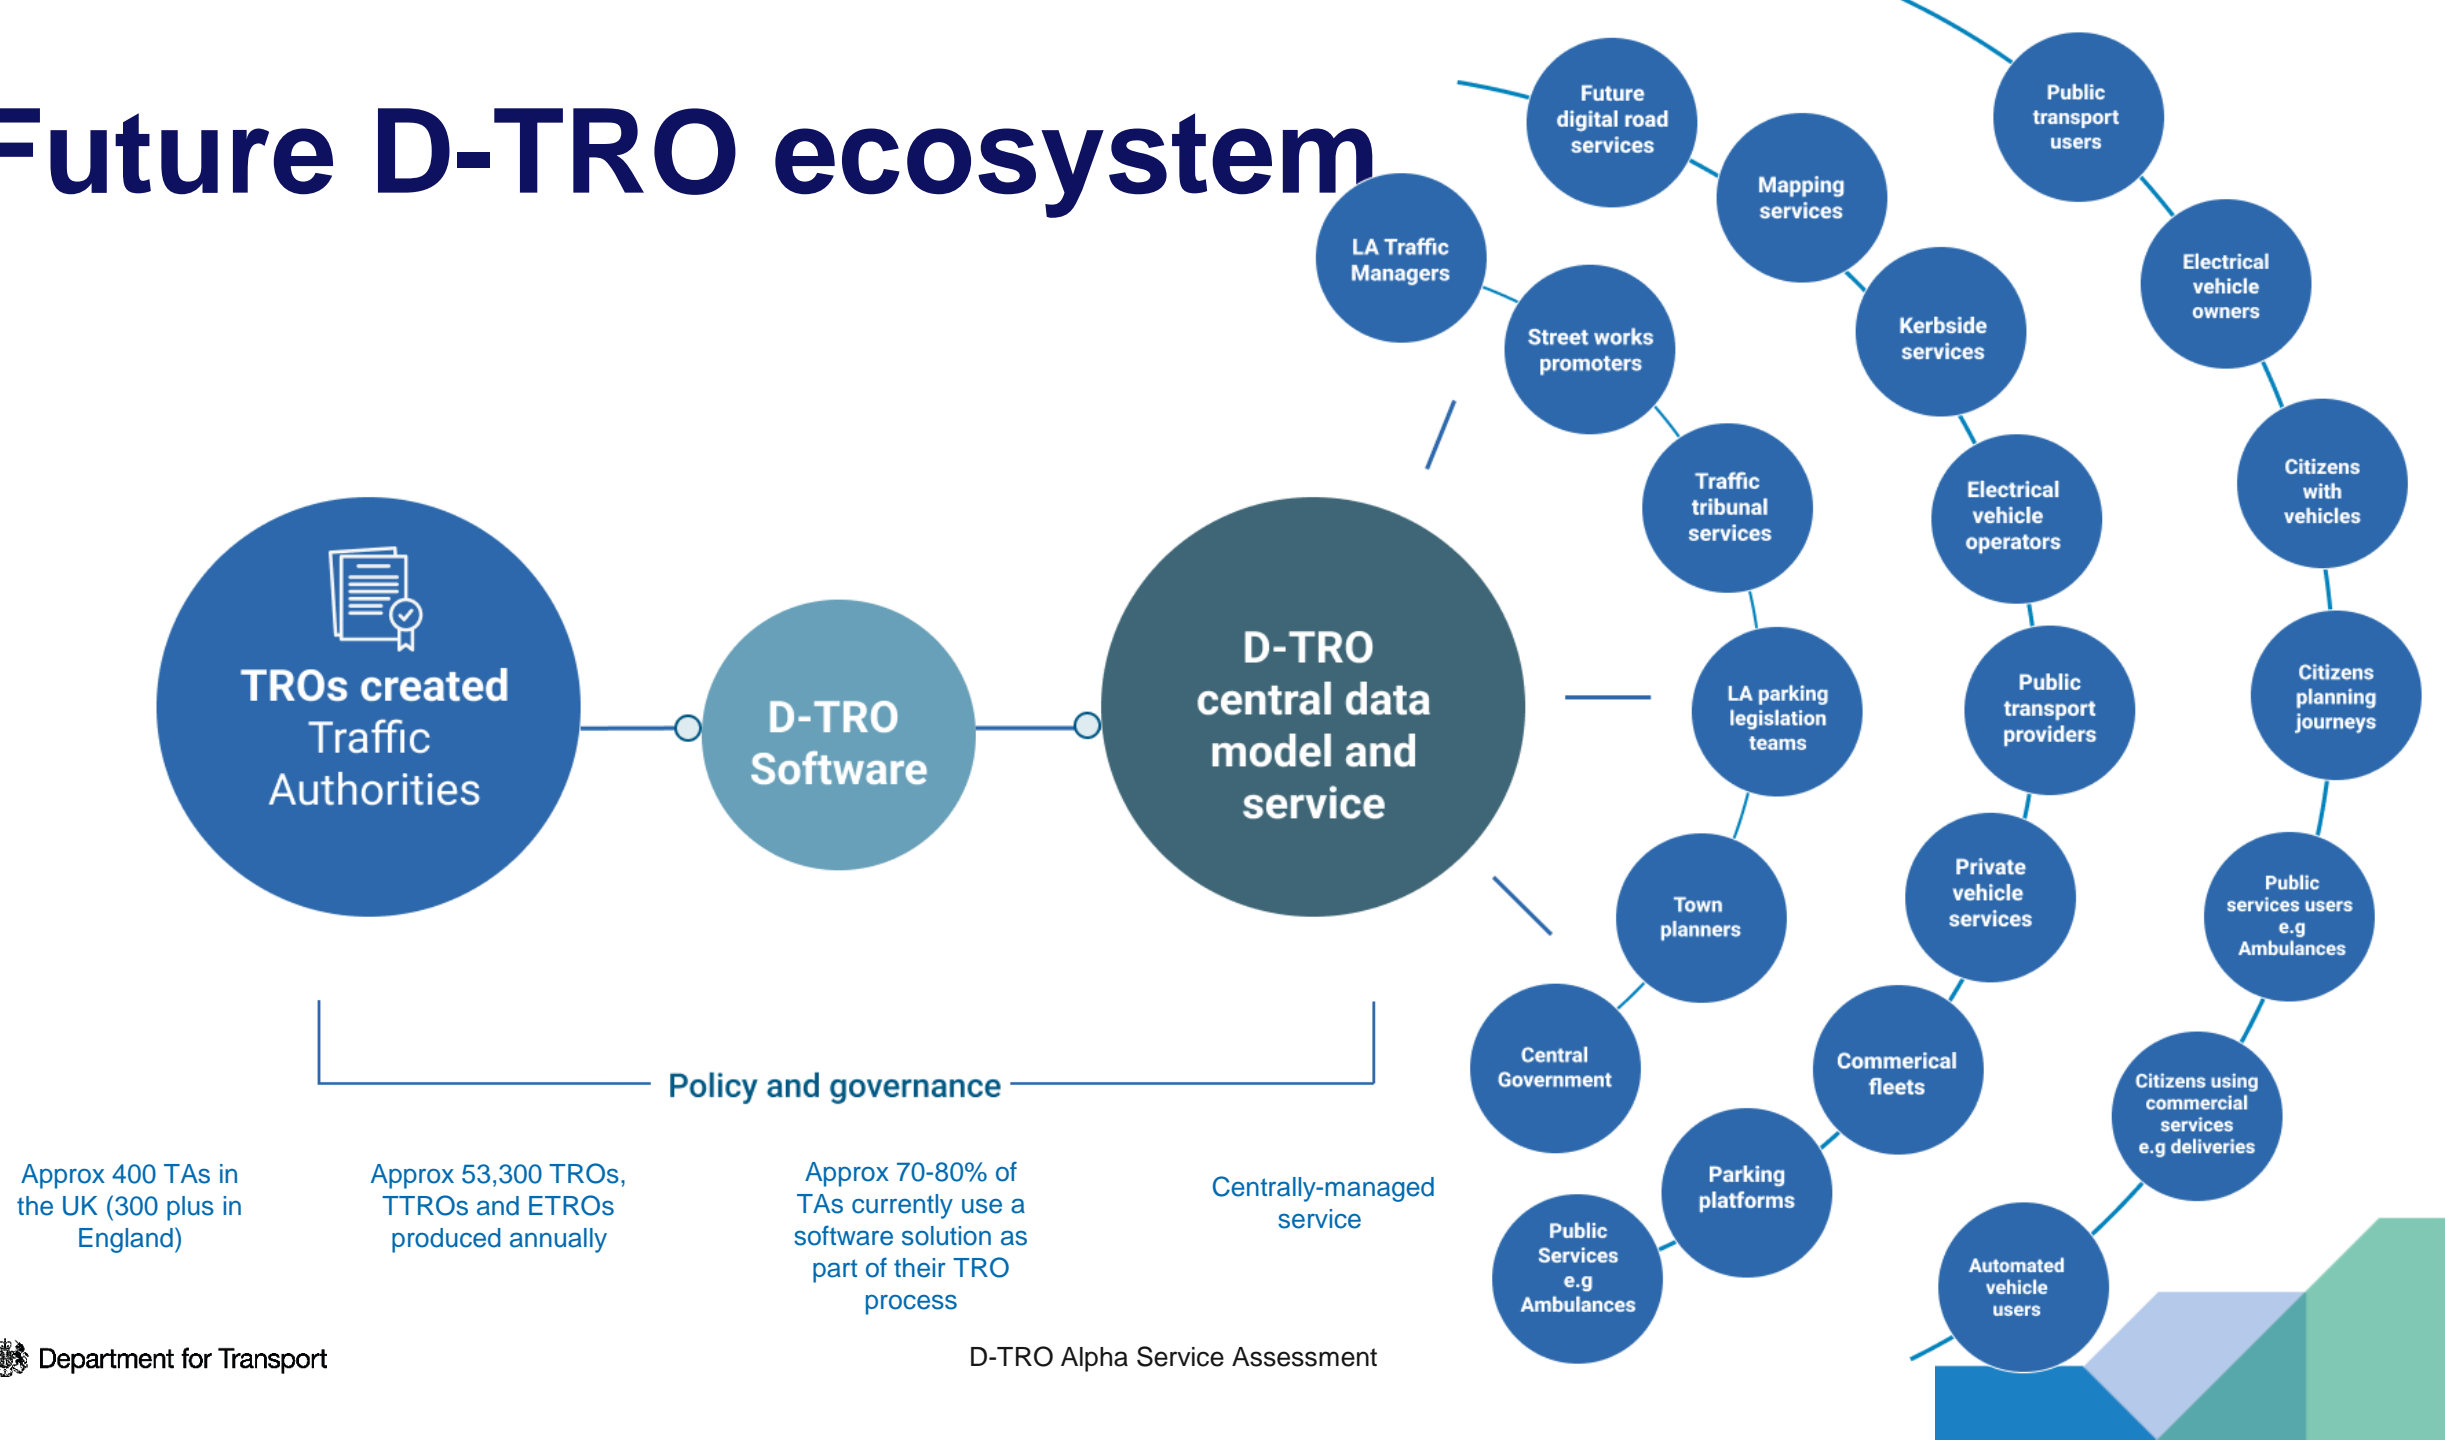 Future D-TRO ecosystem
TROs created
Traffic
Authorities
D-TRO
Software
D-TRO
central data
model and
service
Policy and governance
LA Traffic
Managers
Street works
promoters
Traffic
tribunal
services
LA parking
legislation
teams
Town
planners
Central
Government
Future
digital road
services
Mapping
services
Kerbside
services
Electrical
vehicle
operators
Public
transport
providers
Private
vehicle
services
Commerical
fleets
Parking
platforms
Public
Services
e.g
Ambulances
Public
transport
users
Electrical
vehicle
owners
Citizens
with
vehicles
Citizens
planning
journeys
Public
services users
e.g
Ambulances
Citizens using
commercial
services
e.g deliveries
Automated
vehicle
users
Approx 400 TAs in
the UK (300 plus in
England)
Approx 53,300 TROs,
TTROs and ETROs
produced annually
Approx 70-80% of
TAs currently use a
software solution as
part of their TRO
process
Centrally-managed
service
Department for Transport
D-TRO Alpha Service Assessment